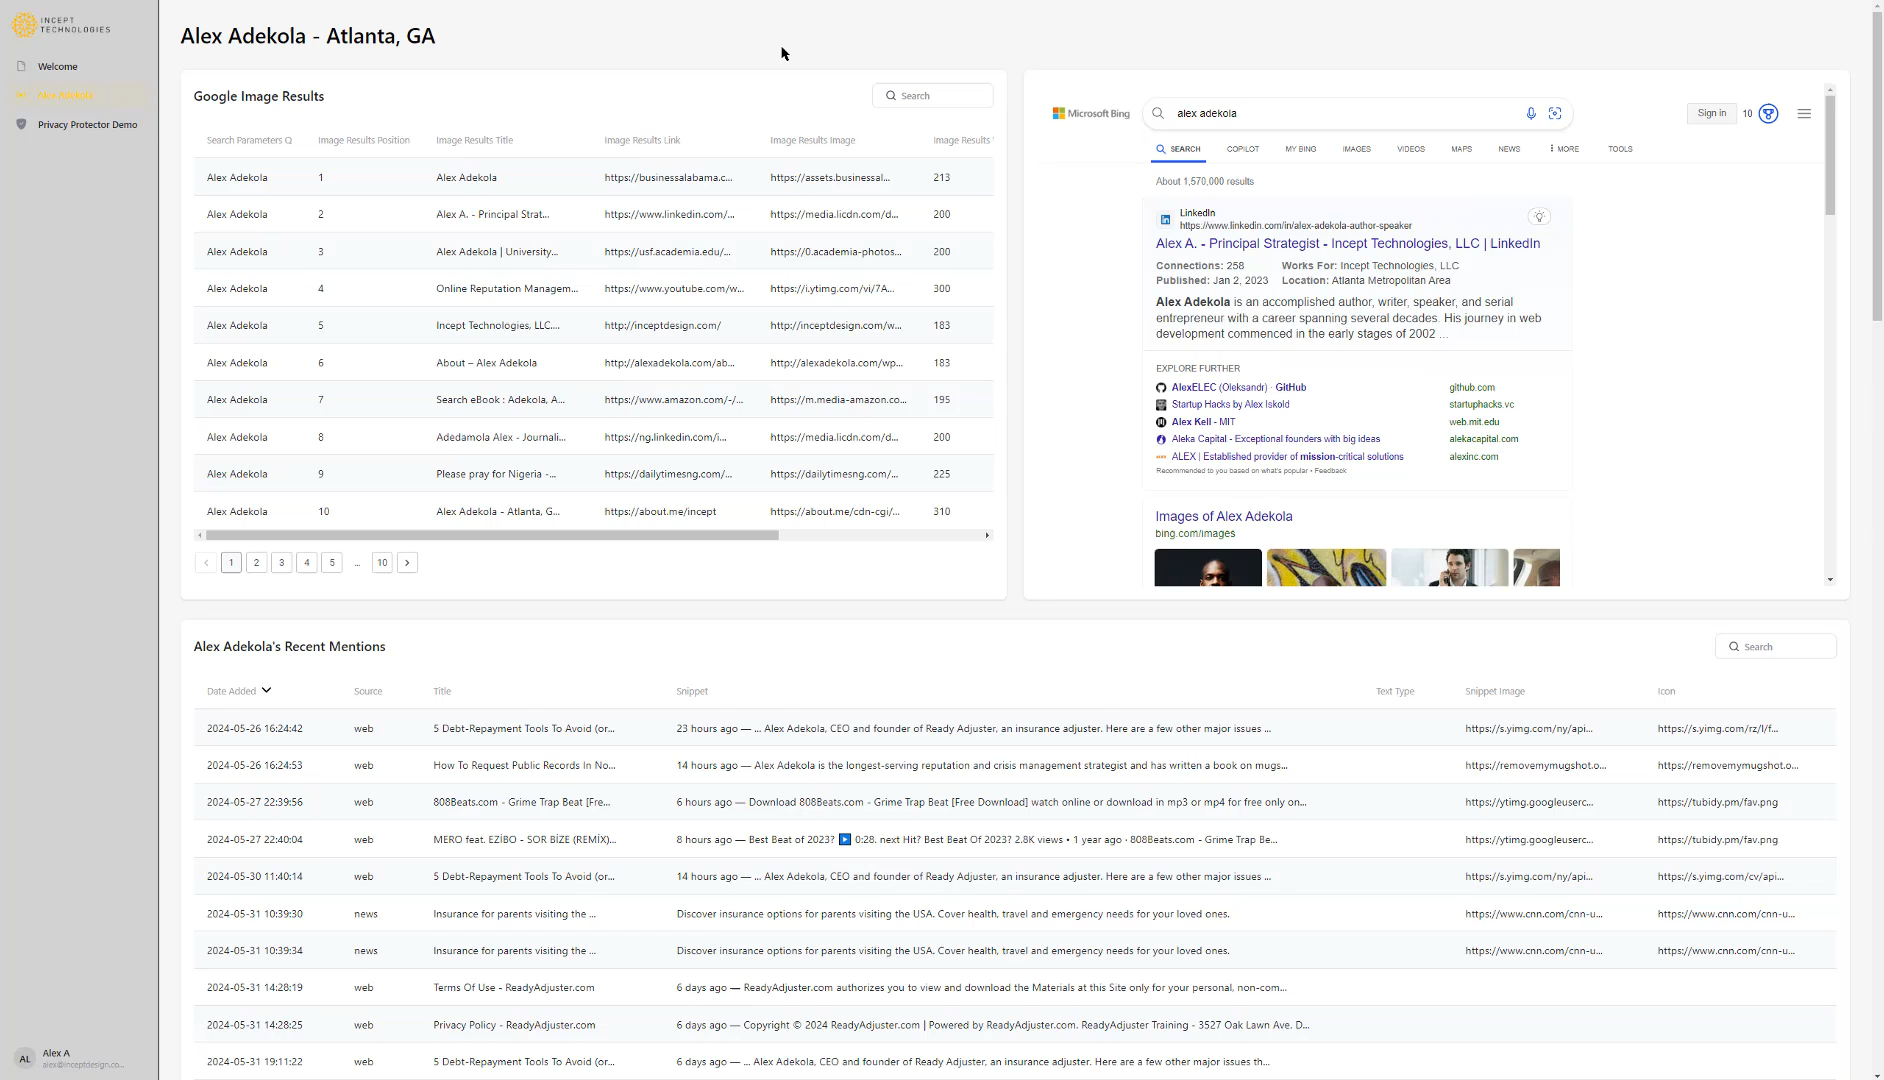 INCEPT
TECHNOLOGIES
Welcome
Alex Adekola
Privacy Protector Demo
AL
Alex A
alex@inceptdesign.co...
Alex Adekola - Atlanta, GA
Google Image Results
Search
Search Parameters Q Image Results Position Image Results Title Image Results Link Image Results Image Image Results
Alex Adekola 1 Alex Adekola https://businessalabama.c... https://assets.businessal... 213
Alex Adekola 2 Alex A. - Principal Strat... https://www.linkedin.com/... https://media.licdn.com/d... 200
Alex Adekola 3 Alex Adekola | University... https://usf.academia.edu/... https://0.academia-photos... 200
Alex Adekola 4 Online Reputation Managem... https://www.youtube.com/w... https://i.ytimg.com/vi/7A... 300
Alex Adekola 5 Incept Technologies, LLC.... http://inceptdesign.com/ http://inceptdesign.com/w... 183
Alex Adekola 6 About – Alex Adekola http://alexadekola.com/ab... http://alexadekola.com/wp... 183
Alex Adekola 7 Search eBook : Adekola, A... https://www.amazon.com/-/... https://m.media-amazon.co... 195
Alex Adekola 8 Adedamola Alex - Journali... https://ng.linkedin.com/i... https://media.licdn.com/d... 200
Alex Adekola 9 Please pray for Nigeria -... https://dailytimesng.com/... https://dailytimesng.com/... 225
Alex Adekola 10 Alex Adekola - Atlanta, G... https://about.me/incept https://about.me/cdn-cgi/... 310
1 2 3 4 5 ... 10
Microsoft Bing
alex adekola
Sign in
10
SEARCH COPILOT MY BING IMAGES VIDEOS MAPS NEWS MORE TOOLS
About 1,570,000 results
LinkedIn
https://www.linkedin.com/in/alex-adekola-author-speaker
Alex A. - Principal Strategist - Incept Technologies, LLC | LinkedIn
Connections: 258 Works For: Incept Technologies, LLC
Published: Jan 2, 2023 Location: Atlanta Metropolitan Area
Alex Adekola is an accomplished author, writer, speaker, and serial
entrepreneur with a career spanning several decades. His journey in web
development commenced in the early stages of 2002 ...
EXPLORE FURTHER
AlexELEC (Oleksandr) · GitHub github.com
Startup Hacks by Alex Iskold startuphacks.vc
Alex Kell - MIT web.mit.edu
Aleka Capital - Exceptional founders with big ideas alekacapital.com
ALEX | Established provider of mission-critical solutions alexinc.com
Recommended to you based on what's popular • Feedback
Images of Alex Adekola
bing.com/images
Alex Adekola's Recent Mentions
Search
Date Added Source Title Snippet Text Type Snippet Image Icon
2024-05-26 16:24:42 web 5 Debt-Repayment Tools To Avoid (or... 23 hours ago — ... Alex Adekola, CEO and founder of Ready Adjuster, an insurance adjuster. Here are a few other major issues ... https://s.yimg.com/ny/api... https://s.yimg.com/rz/l/f...
2024-05-26 16:24:53 web How To Request Public Records In No... 14 hours ago — Alex Adekola is the longest-serving reputation and crisis management strategist and has written a book on mugs... https://removemymugshot.o... https://removemymugshot.o...
2024-05-27 22:39:56 web 808Beats.com - Grime Trap Beat [Fre... 6 hours ago — Download 808Beats.com - Grime Trap Beat [Free Download] watch online or download in mp3 or mp4 for free only on... https://ytimg.googleuserc... https://tubidy.pm/fav.png
2024-05-27 22:40:04 web MERO feat. EZİBO - SOR BİZE (REMİX)... 8 hours ago — Best Beat of 2023? ▶ 0:28. next Hit? Best Beat Of 2023? 2.8K views • 1 year ago · 808Beats.com - Grime Trap Be... https://ytimg.googleuserc... https://tubidy.pm/fav.png
2024-05-30 11:40:14 web 5 Debt-Repayment Tools To Avoid (or... 14 hours ago — ... Alex Adekola, CEO and founder of Ready Adjuster, an insurance adjuster. Here are a few other major issues ... https://s.yimg.com/ny/api... https://s.yimg.com/cv/api...
2024-05-31 10:39:30 news Insurance for parents visiting the ... Discover insurance options for parents visiting the USA. Cover health, travel and emergency needs for your loved ones. https://www.cnn.com/cnn-u... https://www.cnn.com/cnn-u...
2024-05-31 10:39:34 news Insurance for parents visiting the ... Discover insurance options for parents visiting the USA. Cover health, travel and emergency needs for your loved ones. https://www.cnn.com/cnn-u... https://www.cnn.com/cnn-u...
2024-05-31 14:28:19 web Terms Of Use - ReadyAdjuster.com 6 days ago — ReadyAdjuster.com authorizes you to view and download the Materials at this Site only for your personal, non-com...
2024-05-31 14:28:25 web Privacy Policy - ReadyAdjuster.com 6 days ago — Copyright © 2024 ReadyAdjuster.com | Powered by ReadyAdjuster.com. ReadyAdjuster Training - 3527 Oak Lawn Ave. D...
2024-05-31 19:11:22 web 5 Debt-Repayment Tools To Avoid (or... 6 days ago — ... Alex Adekola, CEO and founder of Ready Adjuster, an insurance adjuster. Here are a few other major issues th...